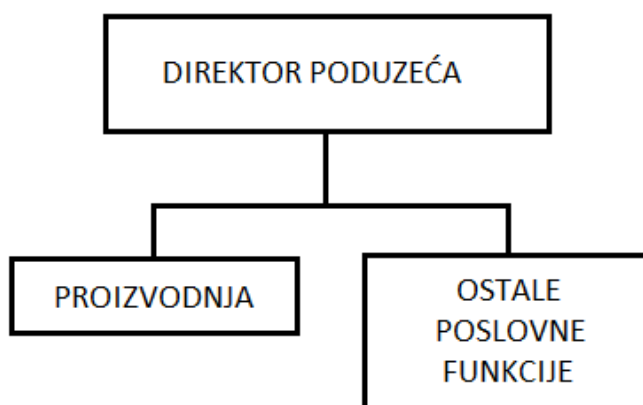 DIREKTOR PODUZEĆA
PROIZVODNJA
OSTALE
POSLOVNE
FUNKCIJE